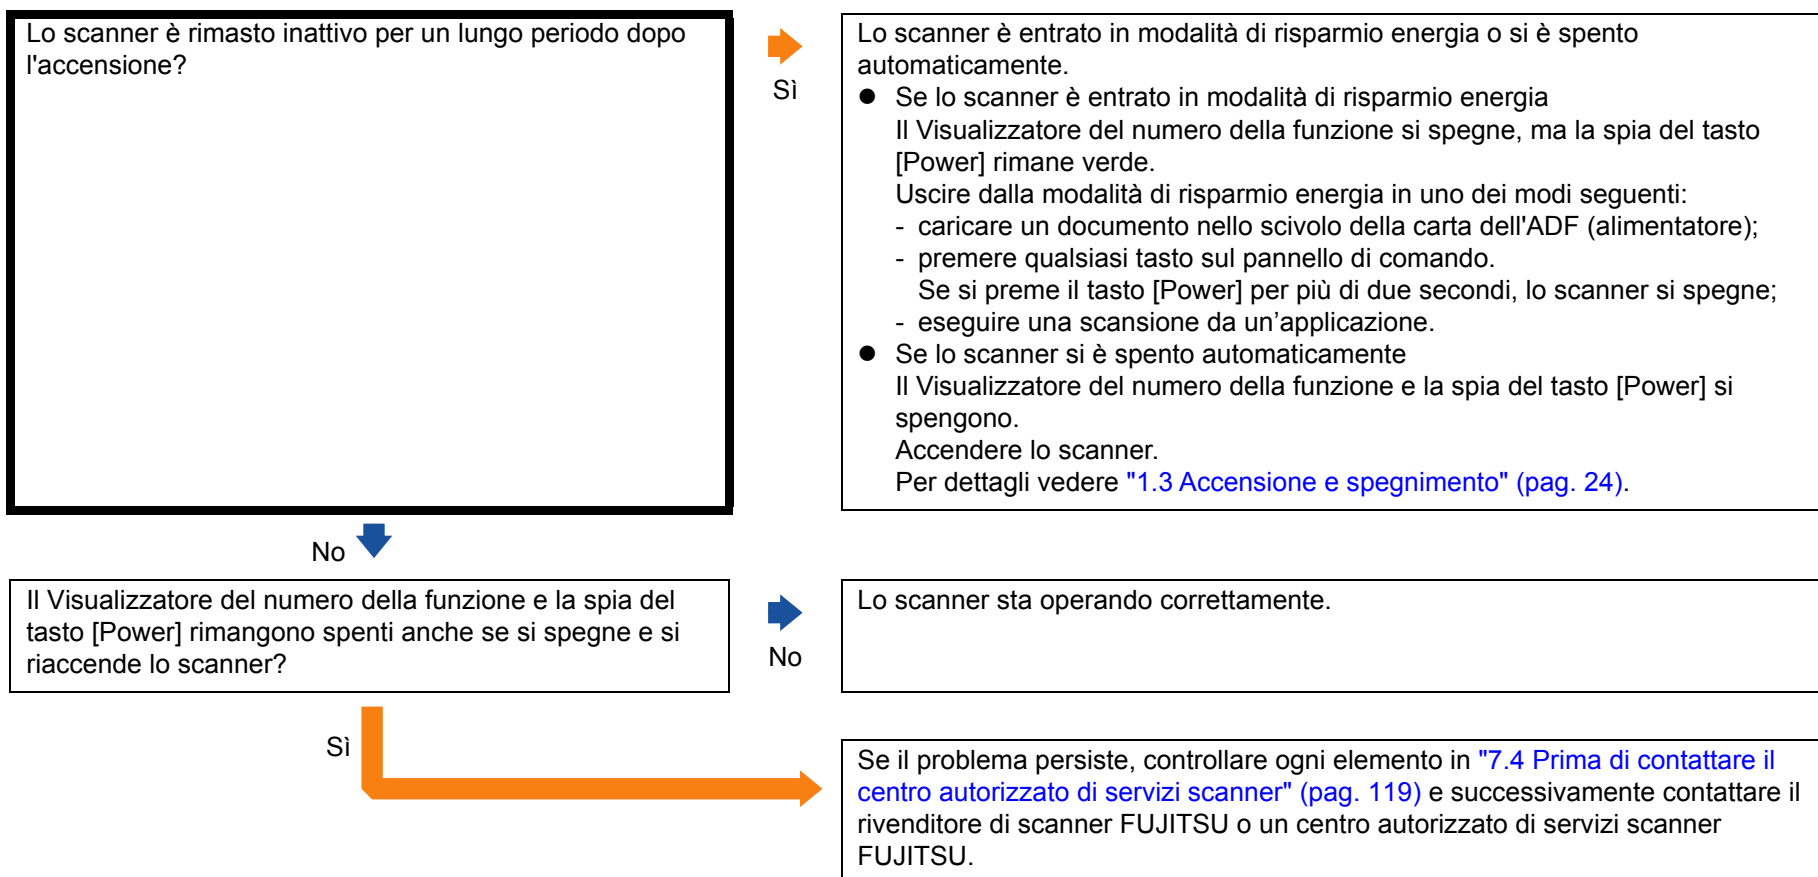 Lo scanner è rimasto inattivo per un lungo periodo dopo
l'accensione?
Sì
Lo scanner è entrato in modalità di risparmio energia o si è spento
automaticamente.
● Se lo scanner è entrato in modalità di risparmio energia
Il Visualizzatore del numero della funzione si spegne, ma la spia del tasto
[Power] rimane verde.
Uscire dalla modalità di risparmio energia in uno dei modi seguenti:
- caricare un documento nello scivolo della carta dell'ADF (alimentatore);
- premere qualsiasi tasto sul pannello di comando.
Se si preme il tasto [Power] per più di due secondi, lo scanner si spegne;
- eseguire una scansione da un’applicazione.
● Se lo scanner si è spento automaticamente
Il Visualizzatore del numero della funzione e la spia del tasto [Power] si
spengono.
Accendere lo scanner.
Per dettagli vedere "1.3 Accensione e spegnimento" (pag. 24).
No
Il Visualizzatore del numero della funzione e la spia del
tasto [Power] rimangono spenti anche se si spegne e si
riaccende lo scanner?
No
Lo scanner sta operando correttamente.
Sì
Se il problema persiste, controllare ogni elemento in "7.4 Prima di contattare il
centro autorizzato di servizi scanner" (pag. 119) e successivamente contattare il
rivenditore di scanner FUJITSU o un centro autorizzato di servizi scanner
FUJITSU.